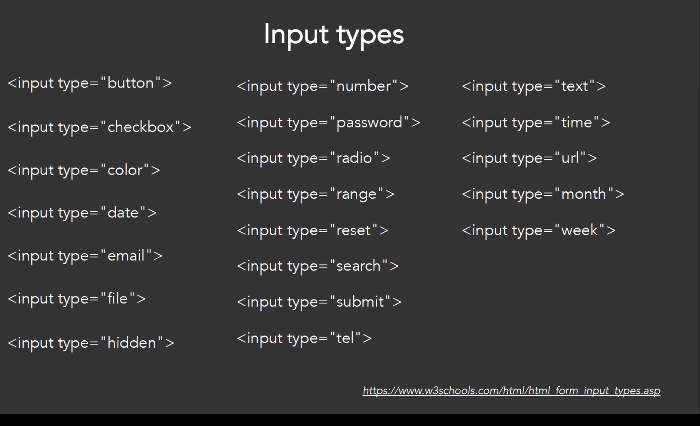 Input types
<input type="button">
<input type="checkbox">
<input type="color">
<input type="date">
<input type="email">
<input type="file">
<input type="hidden">
<input type="number">
<input type="password">
<input type="radio">
<input type="range">
<input type="reset">
<input type="search">
<input type="submit">
<input type="tel">
<input type="text">
<input type="time">
<input type="url">
<input type="month">
<input type="week">
https://www.w3schools.com/html/html_form_input_types.asp